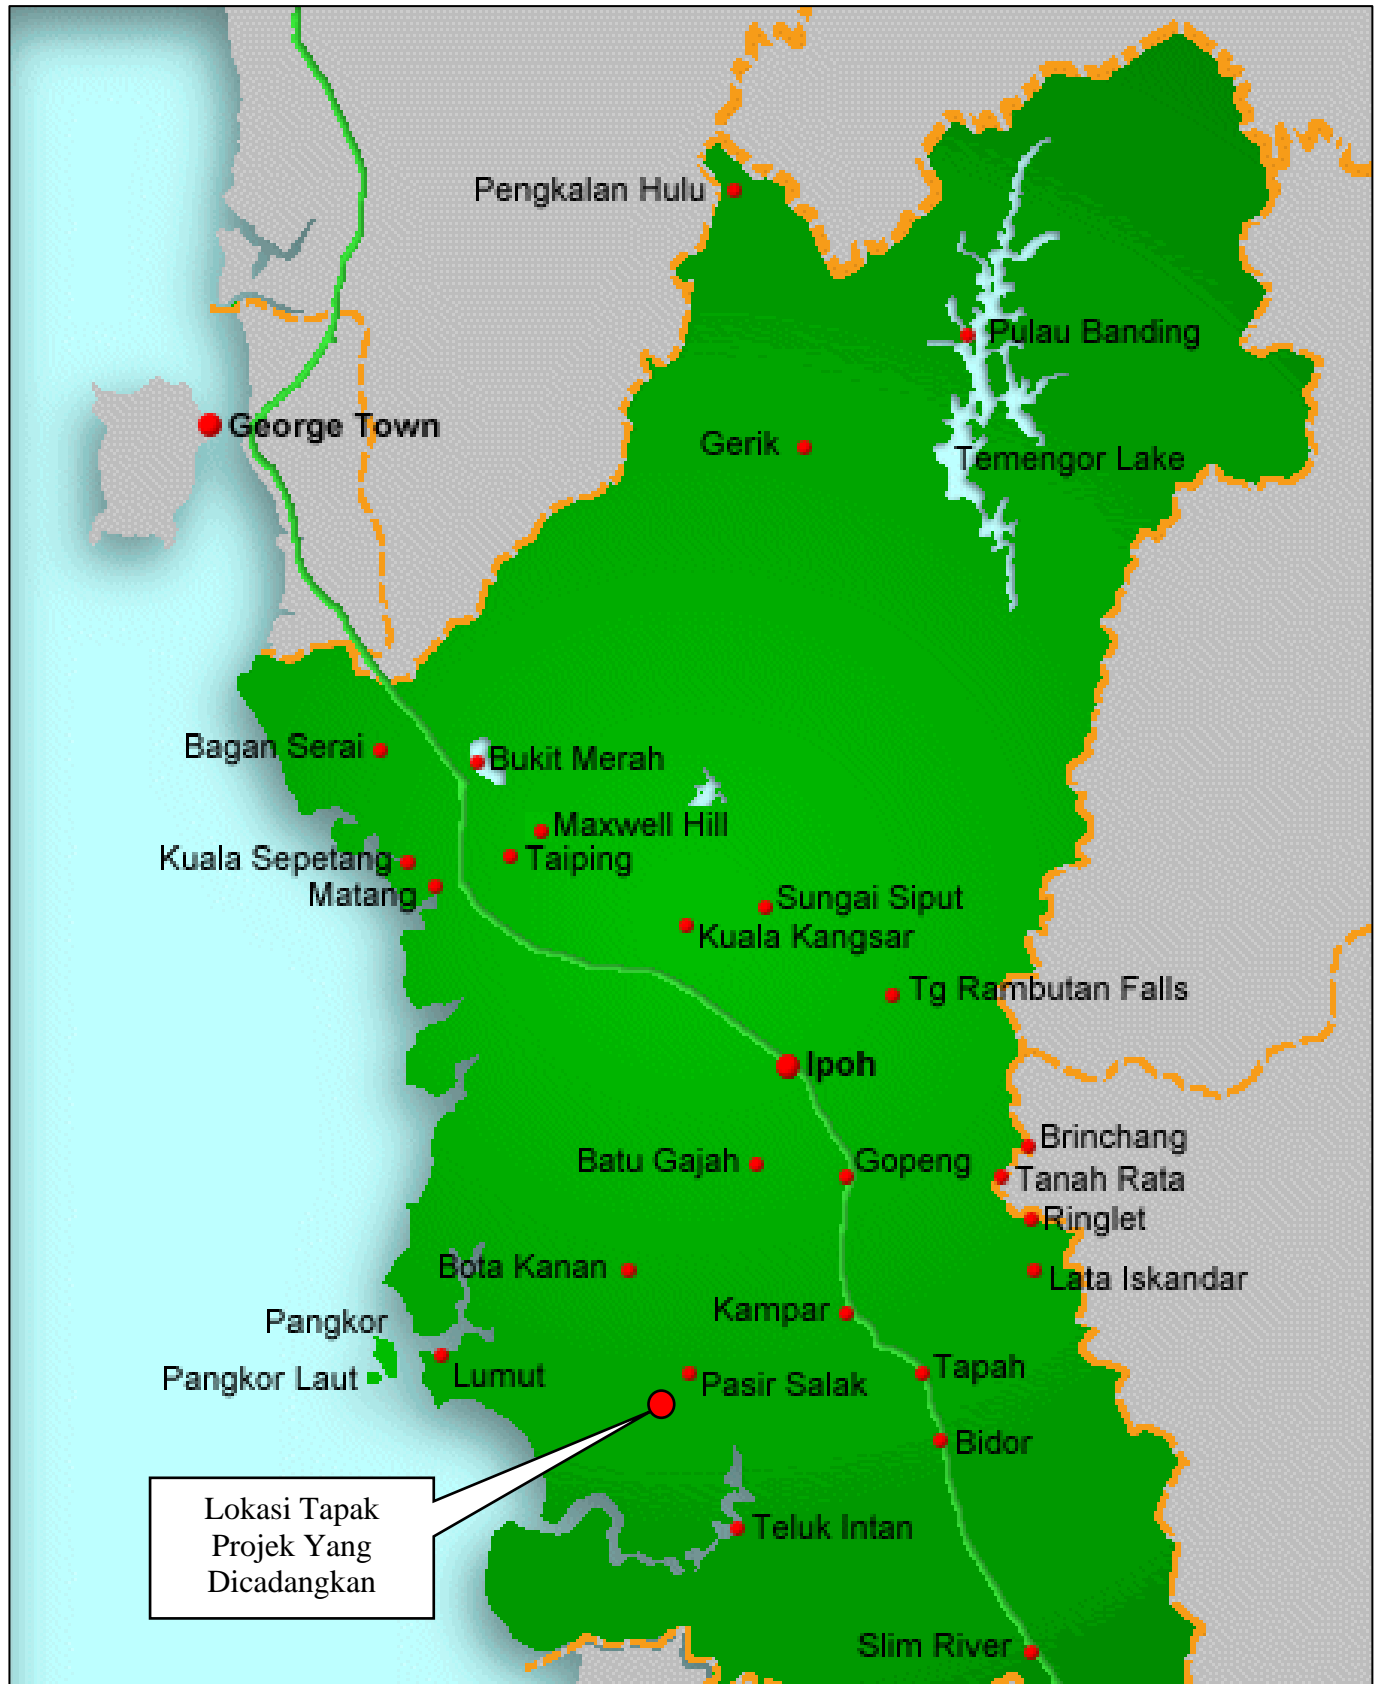 Pengkalan Hulu
Pulau Banding
George Town
Gerik
Temengor Lake
Bagan Serai
Bukit Merah
Maxwell Hill
Kuala Sepetang
Taiping
Matang
Sungai Siput
Kuala Kangsar
Tg Rambutan Falls
Ipoh
Brinchang
Batu Gajah
Gopeng
Tanah Rata
Ringlet
Bota Kanan
Lata Iskandar
Kampar
Pangkor
Pangkor Laut
Lumut
Pasir Salak
Tapah
Bidor
Lokasi Tapak
Projek Yang
Dicadangkan
Teluk Intan
Slim River